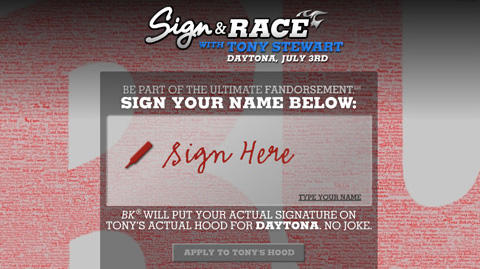 Sign & RACE
WITH TONY STEWART
DAYTONA, JULY 3RD
BE PART OF THE ULTIMATE FANDORSEMENT.
SIGN YOUR NAME BELOW:
Sign Here
TYPE YOUR NAME
BK® WILL PUT YOUR ACTUAL SIGNATURE ON
TONY'S ACTUAL HOOD FOR DAYTONA. NO JOKE.
APPLY TO TONY'S HOOD